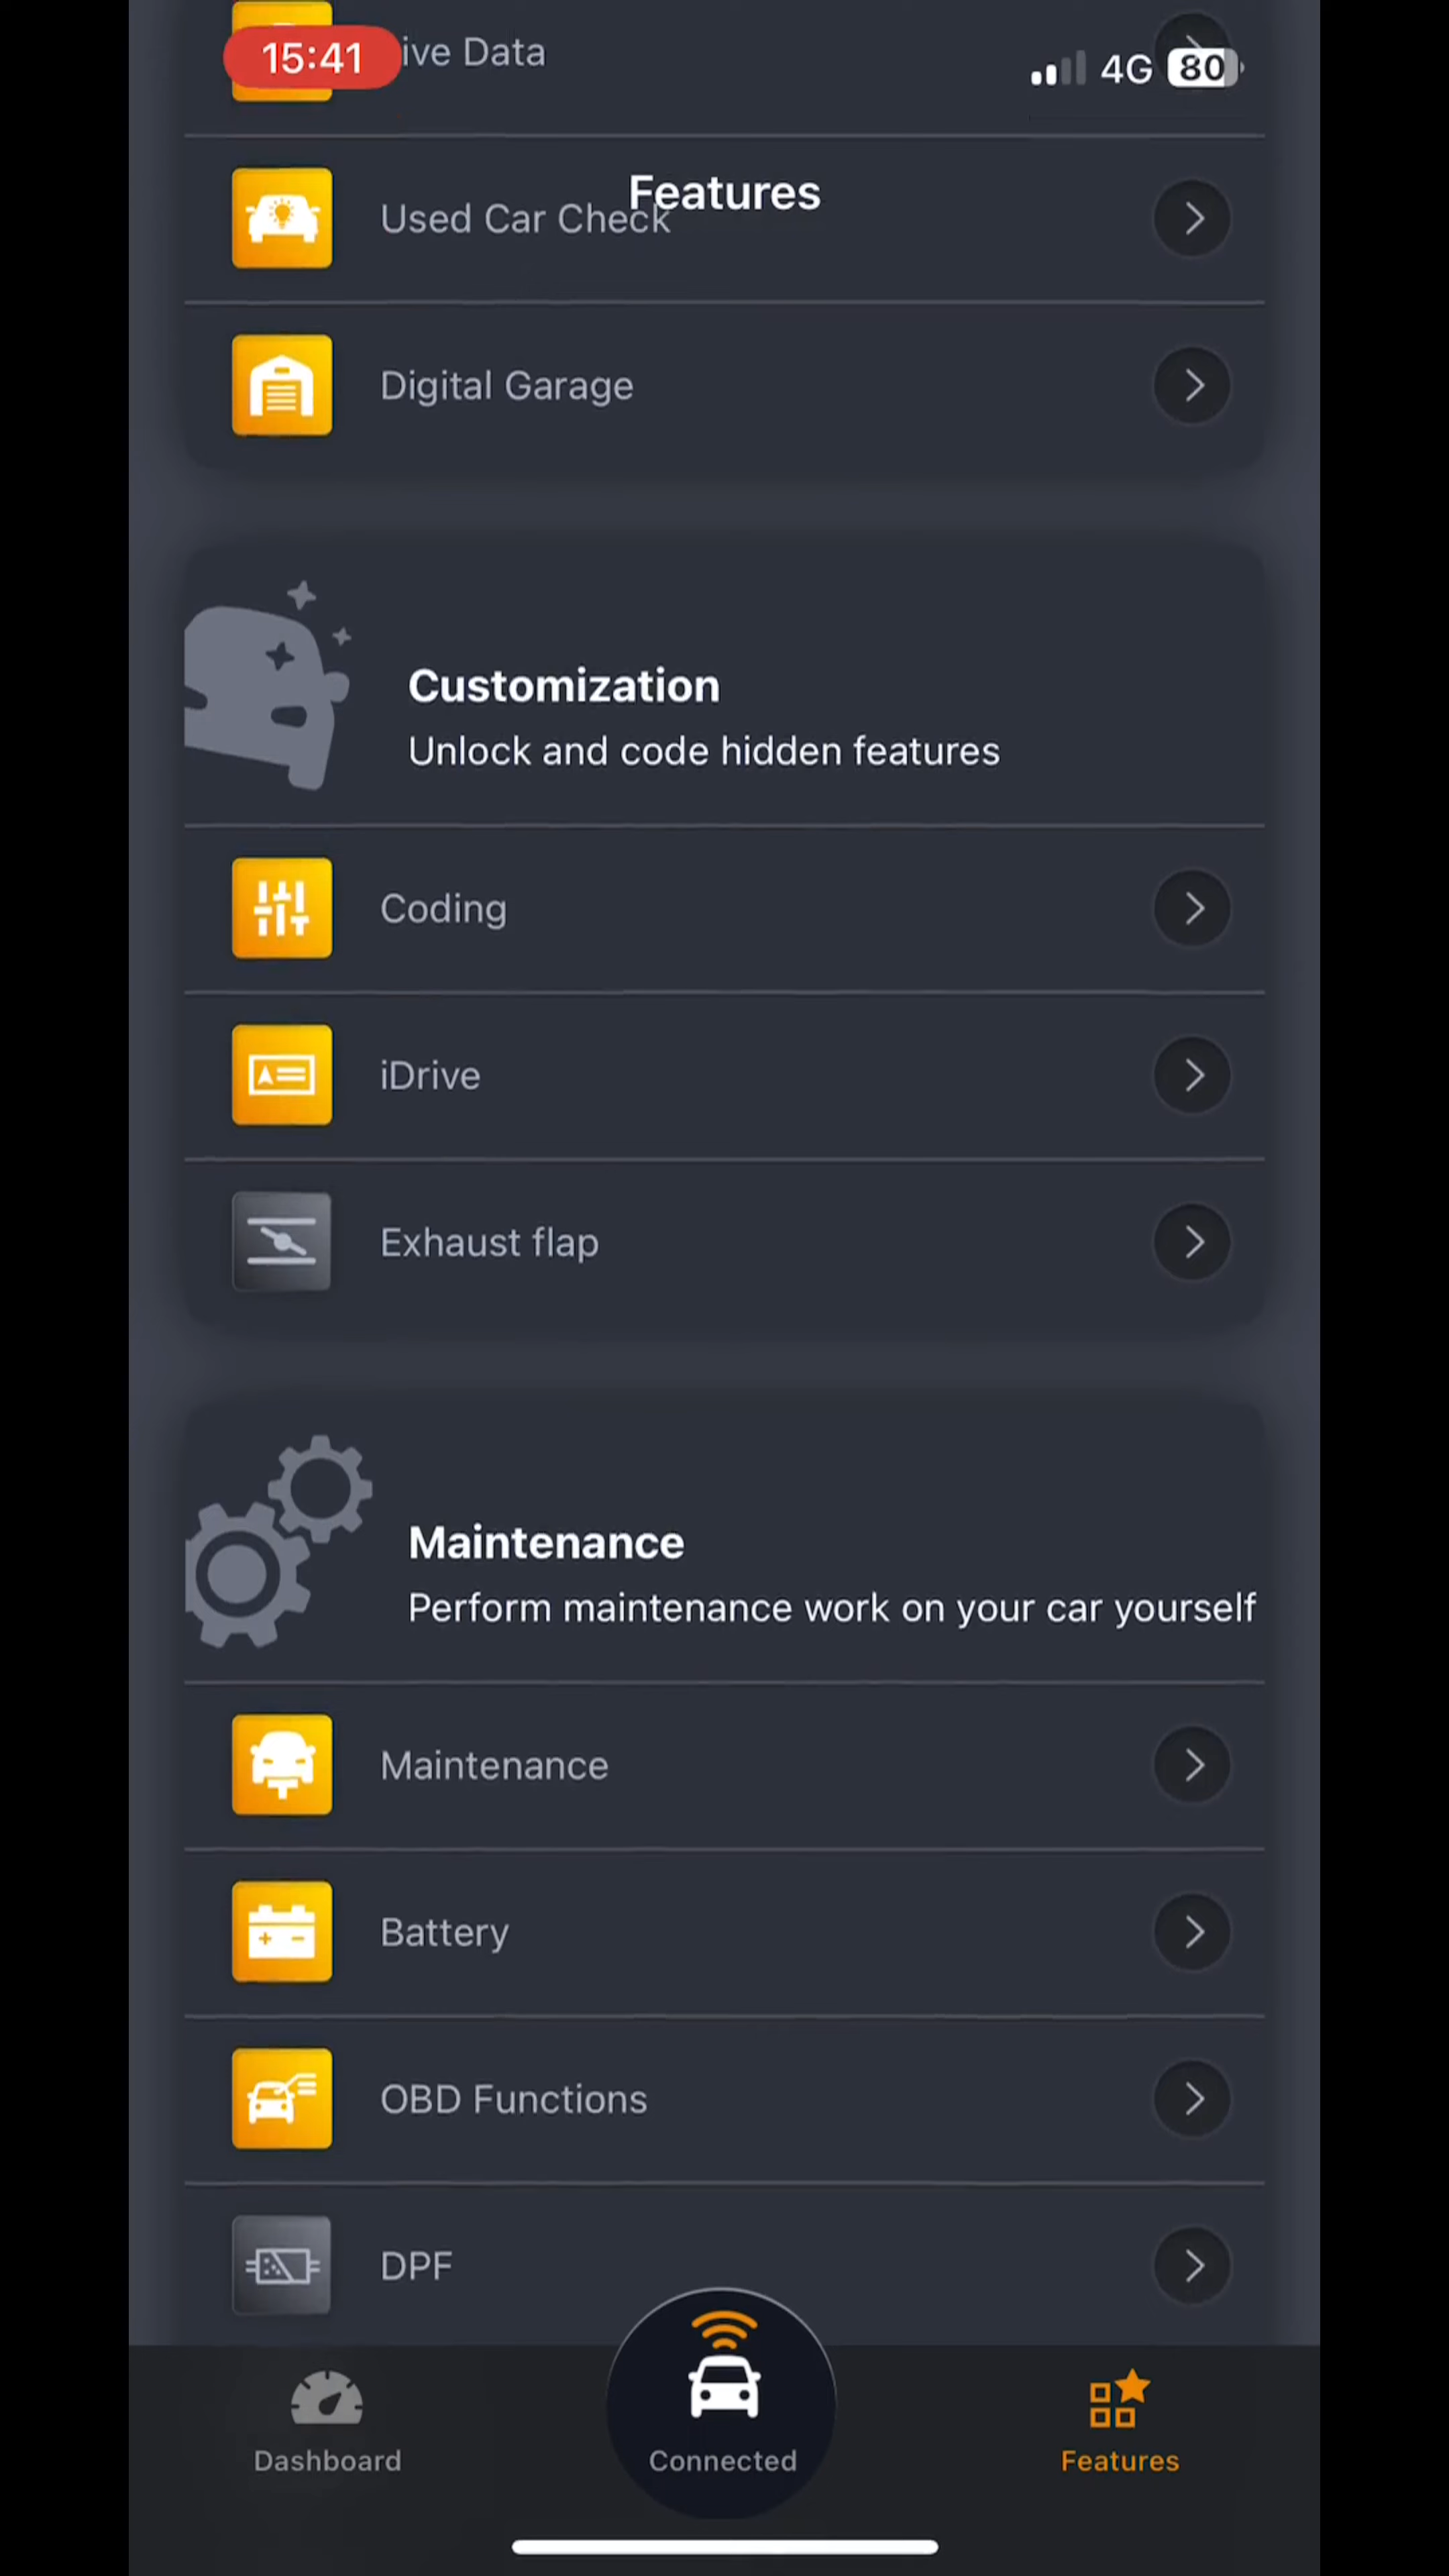 15:41
ive Data
4G 80
Features
Used Car Check
Digital Garage
Customization
Unlock and code hidden features
Coding
iDrive
Exhaust flap
Maintenance
Perform maintenance work on your car yourself
Maintenance
Battery
OBD Functions
DPF
Dashboard
Connected
Features